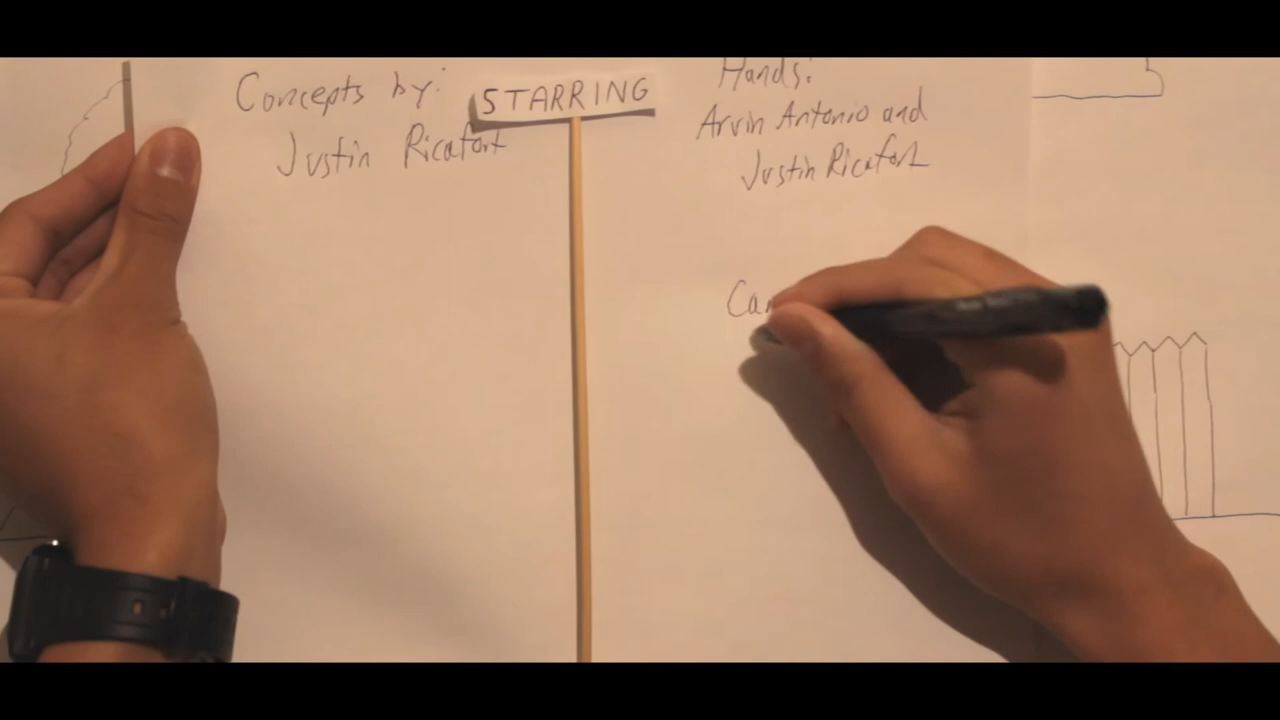 Concepts by:
Justin Ricafort
STARRING
Hands:
Arvin Antonio and
Justin Ricafort